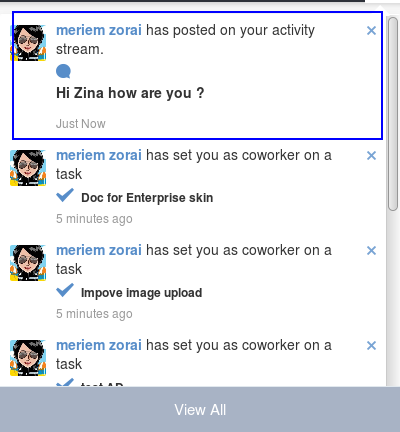 meriem zorai has posted on your activity
stream.
Hi Zina how are you ?
Just Now
meriem zorai has set you as coworker on a
task
Doc for Enterprise skin
5 minutes ago
meriem zorai has set you as coworker on a
task
Impove image upload
5 minutes ago
meriem zorai has set you as coworker on a
task
View All